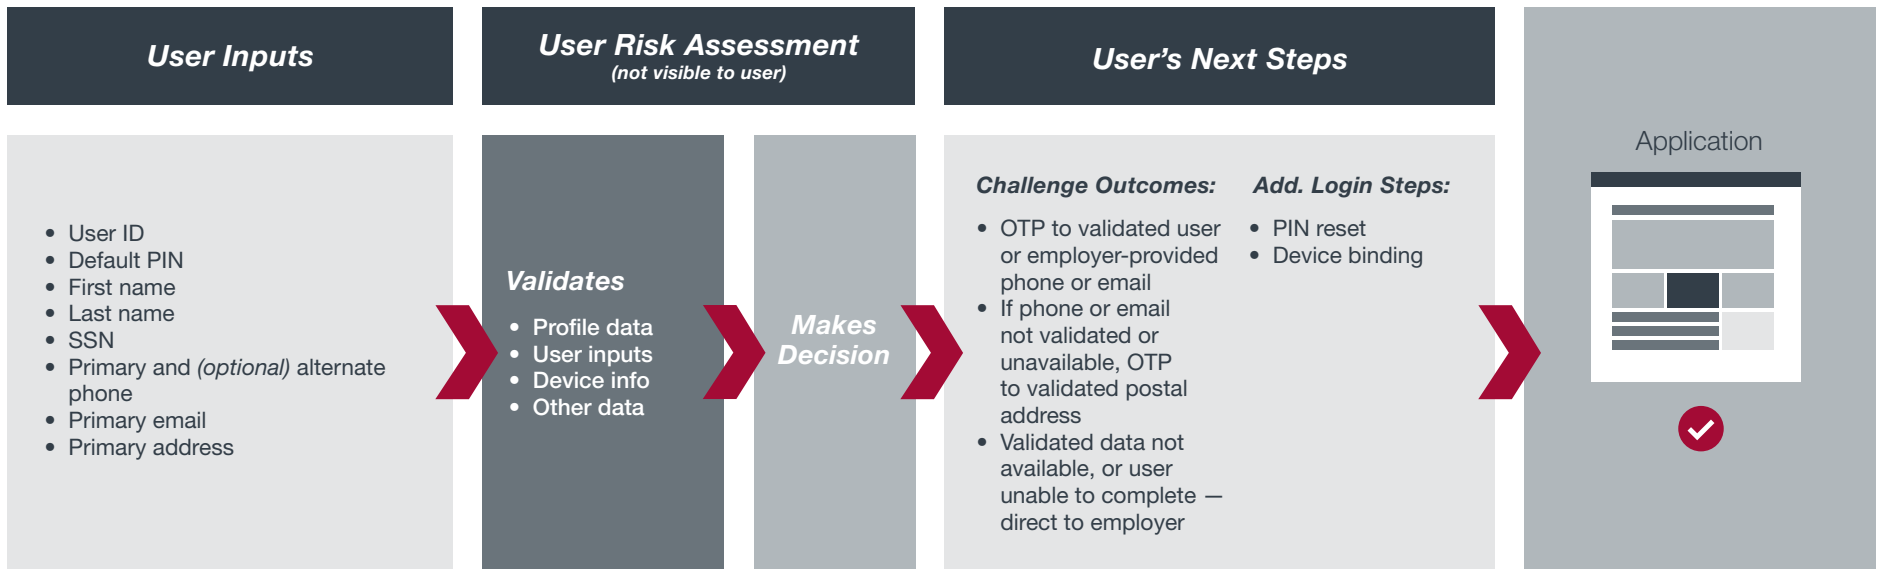 User Inputs
User Risk Assessment
(not visible to user)
User’s Next Steps
• User ID
• Default PIN
• First name
• Last name
• SSN
• Primary and (optional) alternate
phone
• Primary email
• Primary address
Validates
• Profile data
• User inputs
• Device info
• Other data
Makes
Decision
Challenge Outcomes:
• OTP to validated user
or employer-provided
phone or email
• If phone or email
not validated or
unavailable, OTP
to validated postal
address
• Validated data not
available, or user
unable to complete —
direct to employer
Add. Login Steps:
• PIN reset
• Device binding
Application